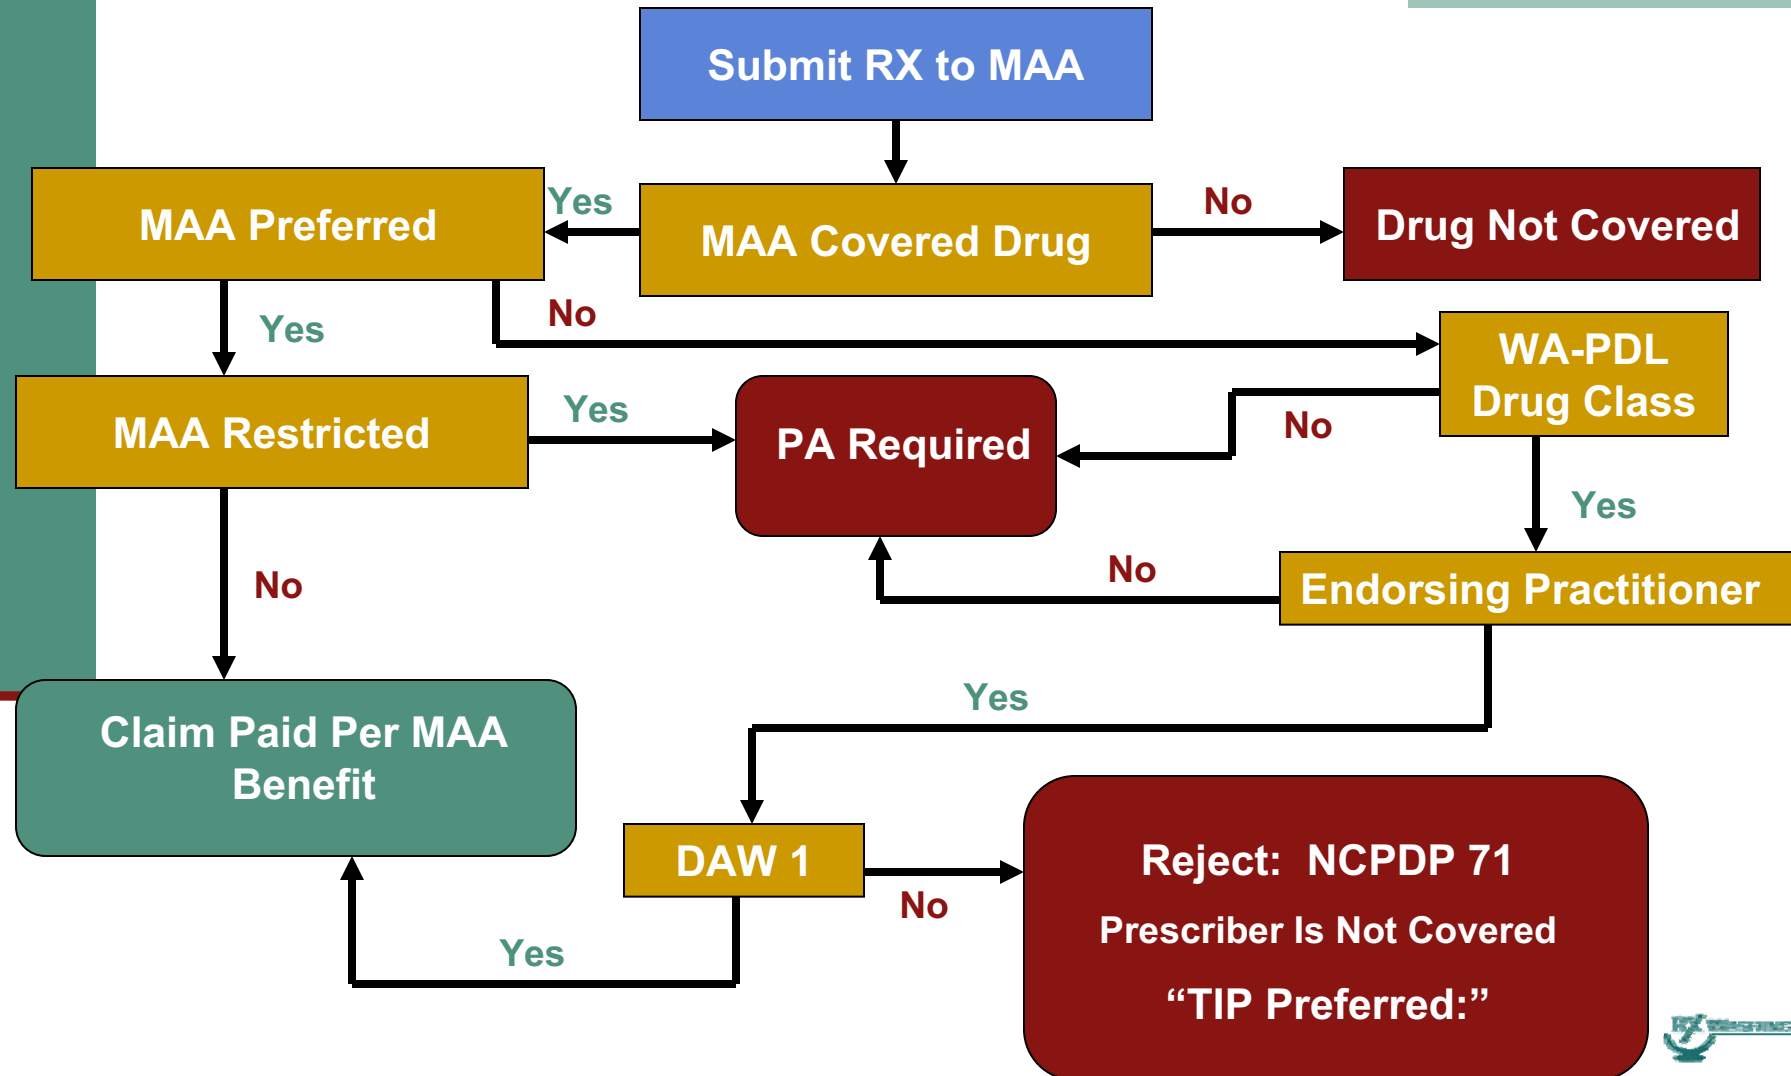 Submit RX to MAA
MAA Preferred
Yes
MAA Covered Drug
No
Drug Not Covered
Yes
No
WA-PDL
Drug Class
MAA Restricted
Yes
PA Required
No
Yes
No
No
Endorsing Practitioner
Yes
Claim Paid Per MAA
Benefit
DAW 1
No
Yes
Reject: NCPDP 71
Prescriber Is Not Covered
“TIP Preferred:”